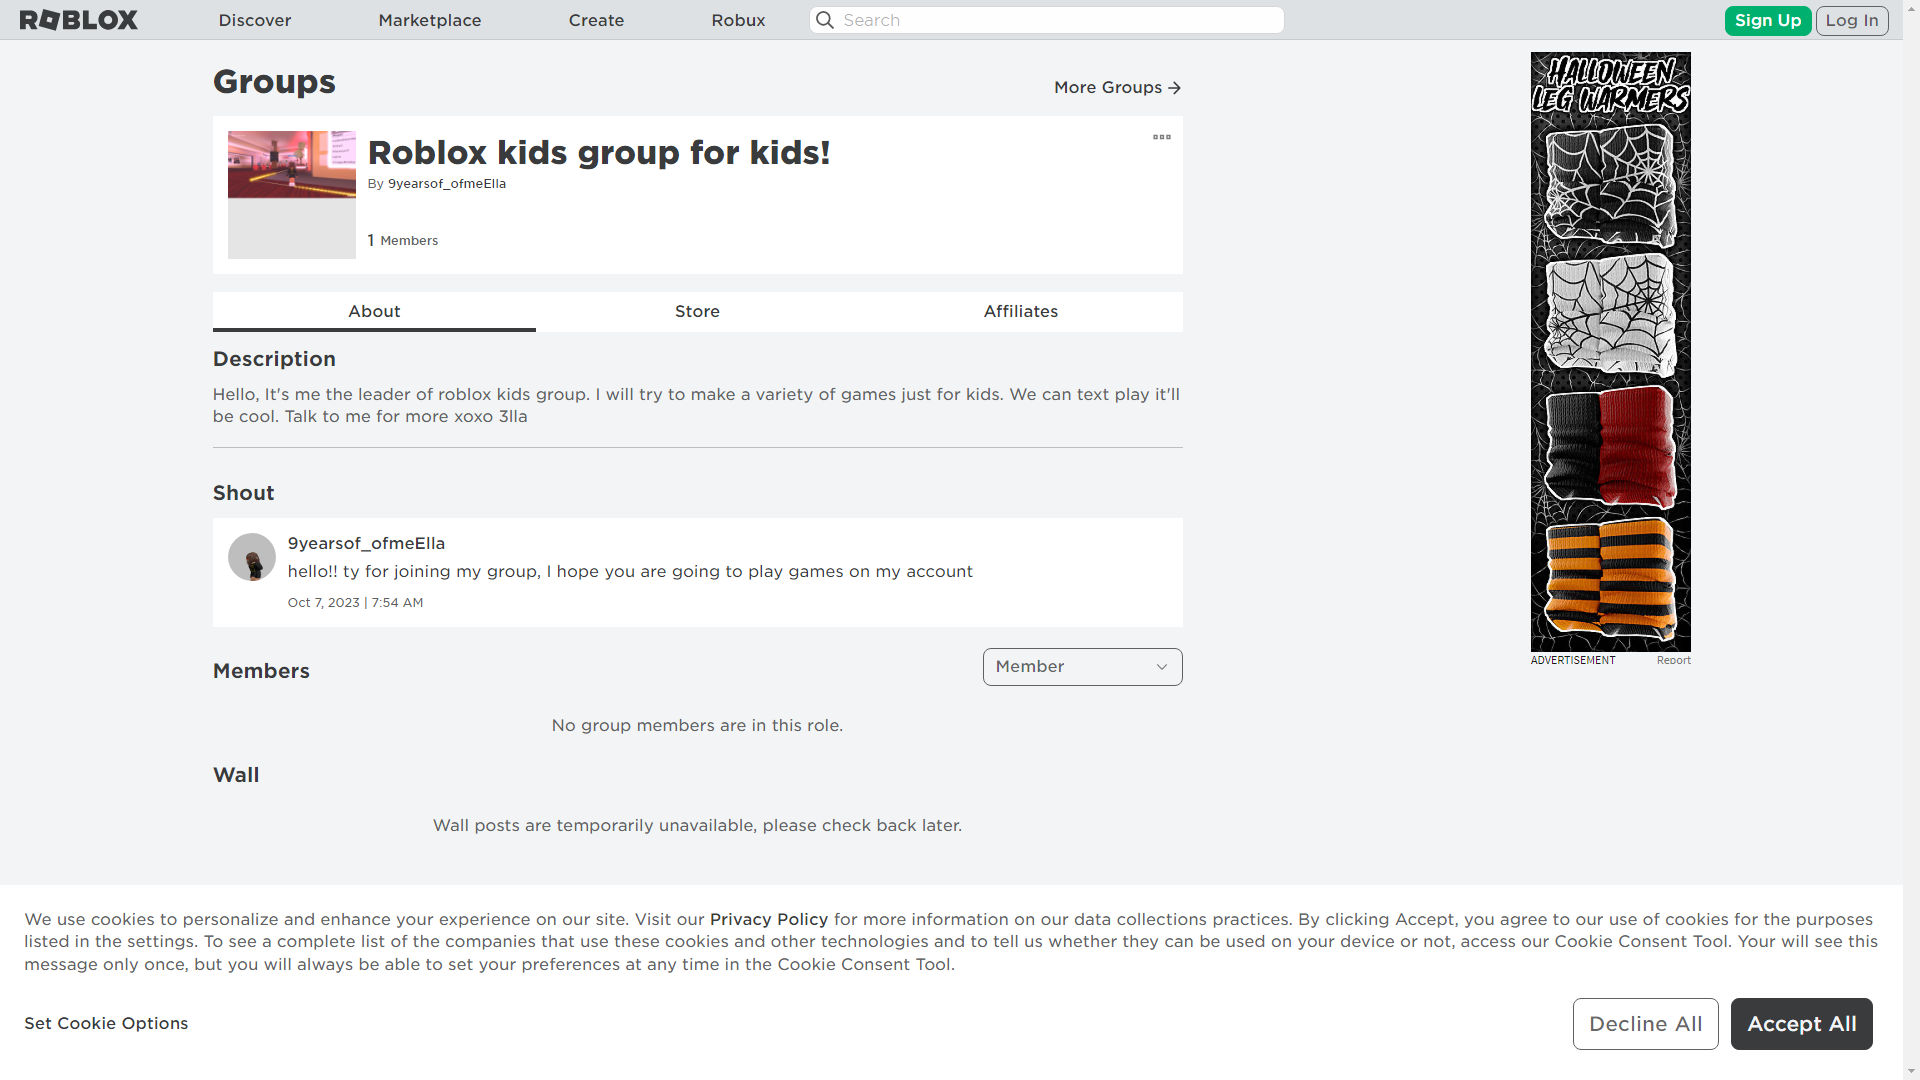 ROBLOX Discover Marketplace Create Robux Search Sign Up Log In
Groups
More Groups
Roblox kids group for kids!
By 9yearsof_ofmeElla
1 Members
About Store Affiliates
Description
Hello, It's me the leader of roblox kids group. I will try to make a variety of games just for kids. We can text play it'll
be cool. Talk to me for more xoxo 3lla
Shout
9yearsof_ofmeElla
hello!! ty for joining my group, I hope you are going to play games on my account
Oct 7, 2023 | 7:54 AM
Members
Member
No group members are in this role.
Wall
Wall posts are temporarily unavailable, please check back later.
HALLOWEEN
LEG WARMERS
ADVERTISEMENT Report
We use cookies to personalize and enhance your experience on our site. Visit our Privacy Policy for more information on our data collections practices. By clicking Accept, you agree to our use of cookies for the purposes
listed in the settings. To see a complete list of the companies that use these cookies and other technologies and to tell us whether they can be used on your device or not, access our Cookie Consent Tool. Your will see this
message only once, but you will always be able to set your preferences at any time in the Cookie Consent Tool.
Set Cookie Options
Decline All
Accept All